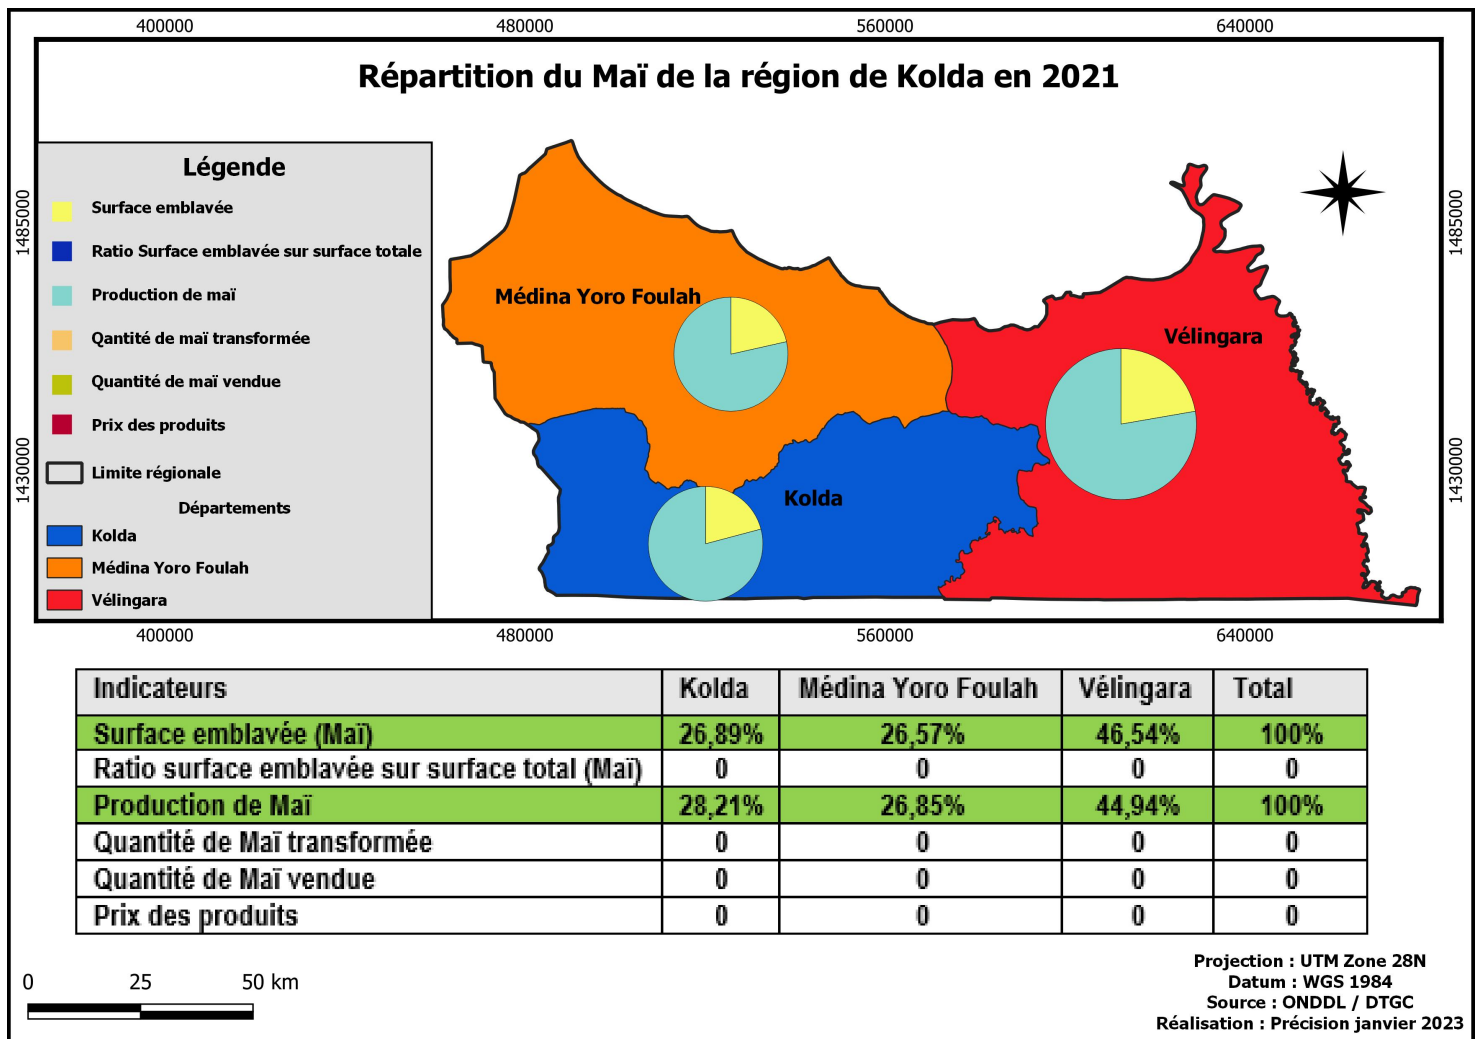 400000 480000 560000 640000
Répartition du Maï de la région de Kolda en 2021
Légende
Surface emblavée
Ratio Surface emblavée sur surface totale
Production de maï
Qantité de maï transformée
Quantité de maï vendue
Prix des produits
Limite régionale
Départements
Kolda
Médina Yoro Foulah
Vélingara
1485000
1430000
Médina Yoro Foulah
Vélingara
Kolda
1485000
1430000
400000 480000 560000 640000
Indicateurs Kolda Médina Yoro Foulah Vélingara Total
Surface emblavée (Maï) 26,89% 26,57% 46,54% 100%
Ratio surface emblavée sur surface total (Maï) 0 0 0 0
Production de Maï 28,21% 26,85% 44,94% 100%
Quantité de Maï transformée 0 0 0 0
Quantité de Maï vendue 0 0 0 0
Prix des produits 0 0 0 0
0 25 50 km
Projection : UTM Zone 28N
Datum : WGS 1984
Source : ONDDL / DTGC
Réalisation : Précision janvier 2023